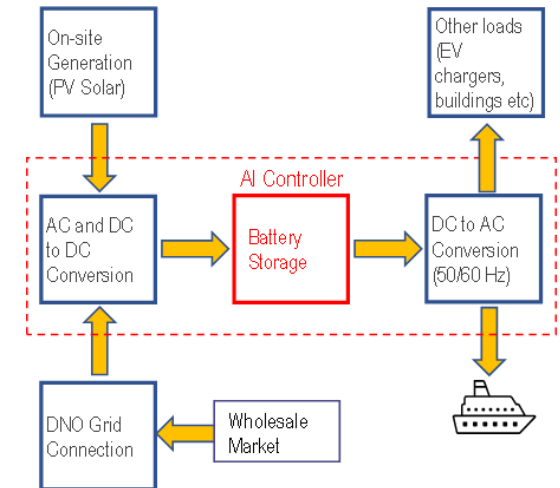 On-site
Generation
(PV Solar)
Other loads
(EV
chargers,
buildings etc)
AI Controller
AC and DC
to DC
Conversion
Battery
Storage
DC to AC
Conversion
(50/60 Hz)
DNO Grid
Connection
Wholesale
Market